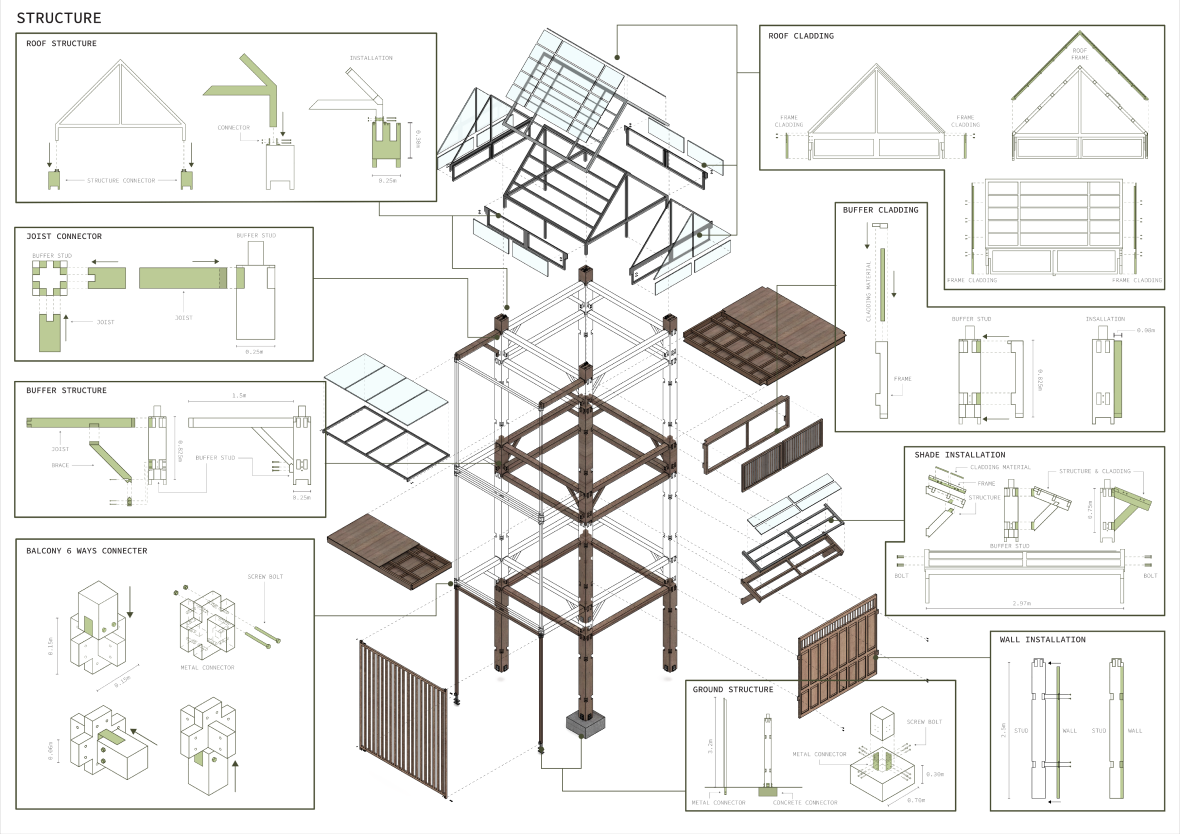 STRUCTURE
ROOF STRUCTURE
INSTALLATION
CONNECTOR
STRUCTURE CONNECTOR
0.30m
0.25m
JOIST CONNECTOR
BUFFER STUD
BUFFER STUD
JOIST
JOIST
0.25m
BUFFER STRUCTURE
1.5m
JOIST
BRACE
0.825m
BUFFER STUD
0.25m
BALCONY 6 WAYS CONNECTER
SCREW BOLT
0.15m
0.15m
METAL CONNECTOR
0.06m
ROOF CLADDING
ROOF
FRAME
FRAME
CLADDING
FRAME
CLADDING
FRAME CLADDING
FRAME CLADDING
BUFFER CLADDING
CLADDING MATERIAL
FRAME
BUFFER STUD
INSALLATION
0.06m
0.825m
SHADE INSTALLATION
CLADDING MATERIAL
FRAME
STRUCTURE
STRUCTURE & CLADDING
0.75m
BUFFER STUD
BOLT
BOLT
2.97m
WALL INSTALLATION
2.5m
STUD
WALL
STUD
WALL
GROUND STRUCTURE
3.2m
METAL CONNECTOR
CONCRETE CONNECTOR
SCREW BOLT
METAL CONNECTOR
0.30m
0.70m